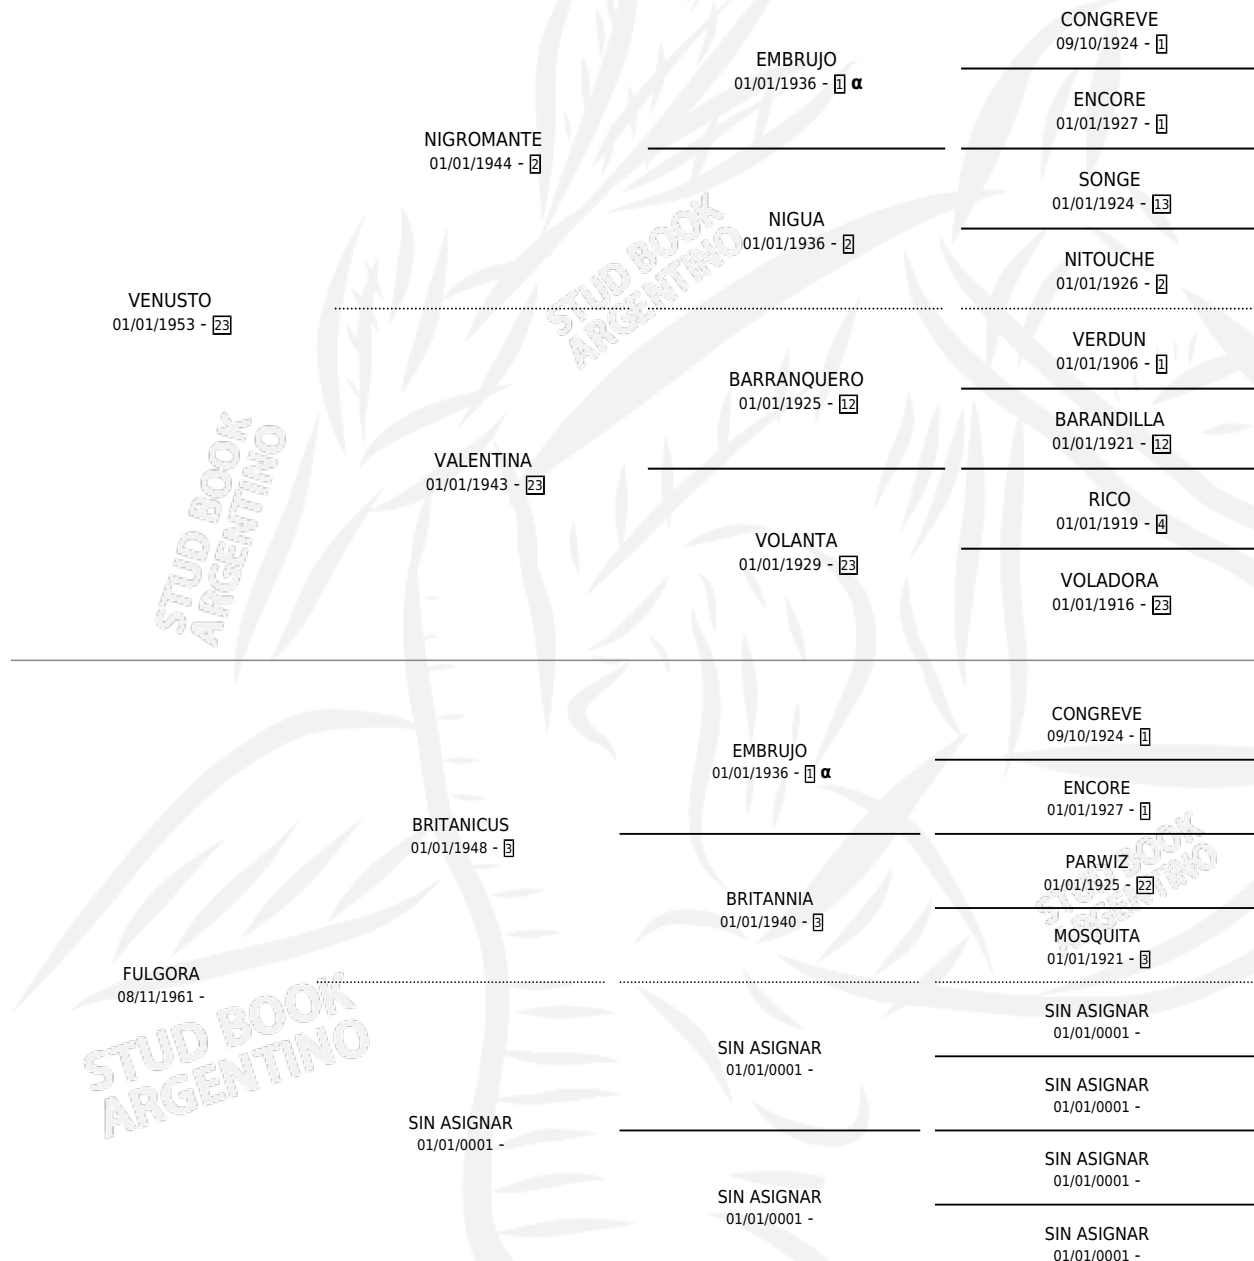 CONGREVE
09/10/1924 - 1
EMBRUJO
01/01/1936 - 1 α
ENCORE
01/01/1927 - 1
NIGROMANTE
01/01/1944 - 2
SONGE
01/01/1924 - 13
NIGUA
01/01/1936 - 2
NITOUCHE
01/01/1926 - 2
VENUSTO
01/01/1953 - 23
VERDUN
01/01/1906 - 1
BARRANQUERO
01/01/1925 - 12
BARANDILLA
01/01/1921 - 12
VALENTINA
01/01/1943 - 23
RICO
01/01/1919 - 4
VOLANTA
01/01/1929 - 23
VOLADORA
01/01/1916 - 23
CONGREVE
09/10/1924 - 1
EMBRUJO
01/01/1936 - 1 α
ENCORE
01/01/1927 - 1
BRITANICUS
01/01/1948 - 3
PARWIZ
01/01/1925 - 22
BRITANNIA
01/01/1940 - 3
MOSQUITA
01/01/1921 - 3
FULGORA
08/11/1961 -
SIN ASIGNAR
01/01/0001 -
SIN ASIGNAR
01/01/0001 -
SIN ASIGNAR
01/01/0001 -
SIN ASIGNAR
01/01/0001 -
SIN ASIGNAR
01/01/0001 -
SIN ASIGNAR
01/01/0001 -
SIN ASIGNAR
01/01/0001 -
STUD BOOK
ARGENTINO
STUD BOOK
ARGENTINO
STUD BOOK
ARGENTINO
STUD BOOK
ARGENTINO